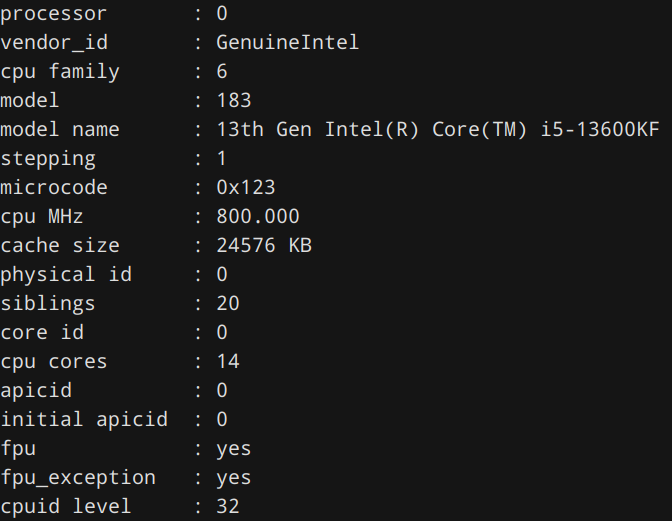 processor : 0
vendor_id : GenuineIntel
cpu family : 6
model : 183
model name : 13th Gen Intel(R) Core(TM) i5-13600KF
stepping : 1
microcode : 0x123
cpu MHz : 800.000
cache size : 24576 KB
physical id : 0
siblings : 20
core id : 0
cpu cores : 14
apicid : 0
initial apicid : 0
fpu : yes
fpu_exception : yes
cpuid level : 32